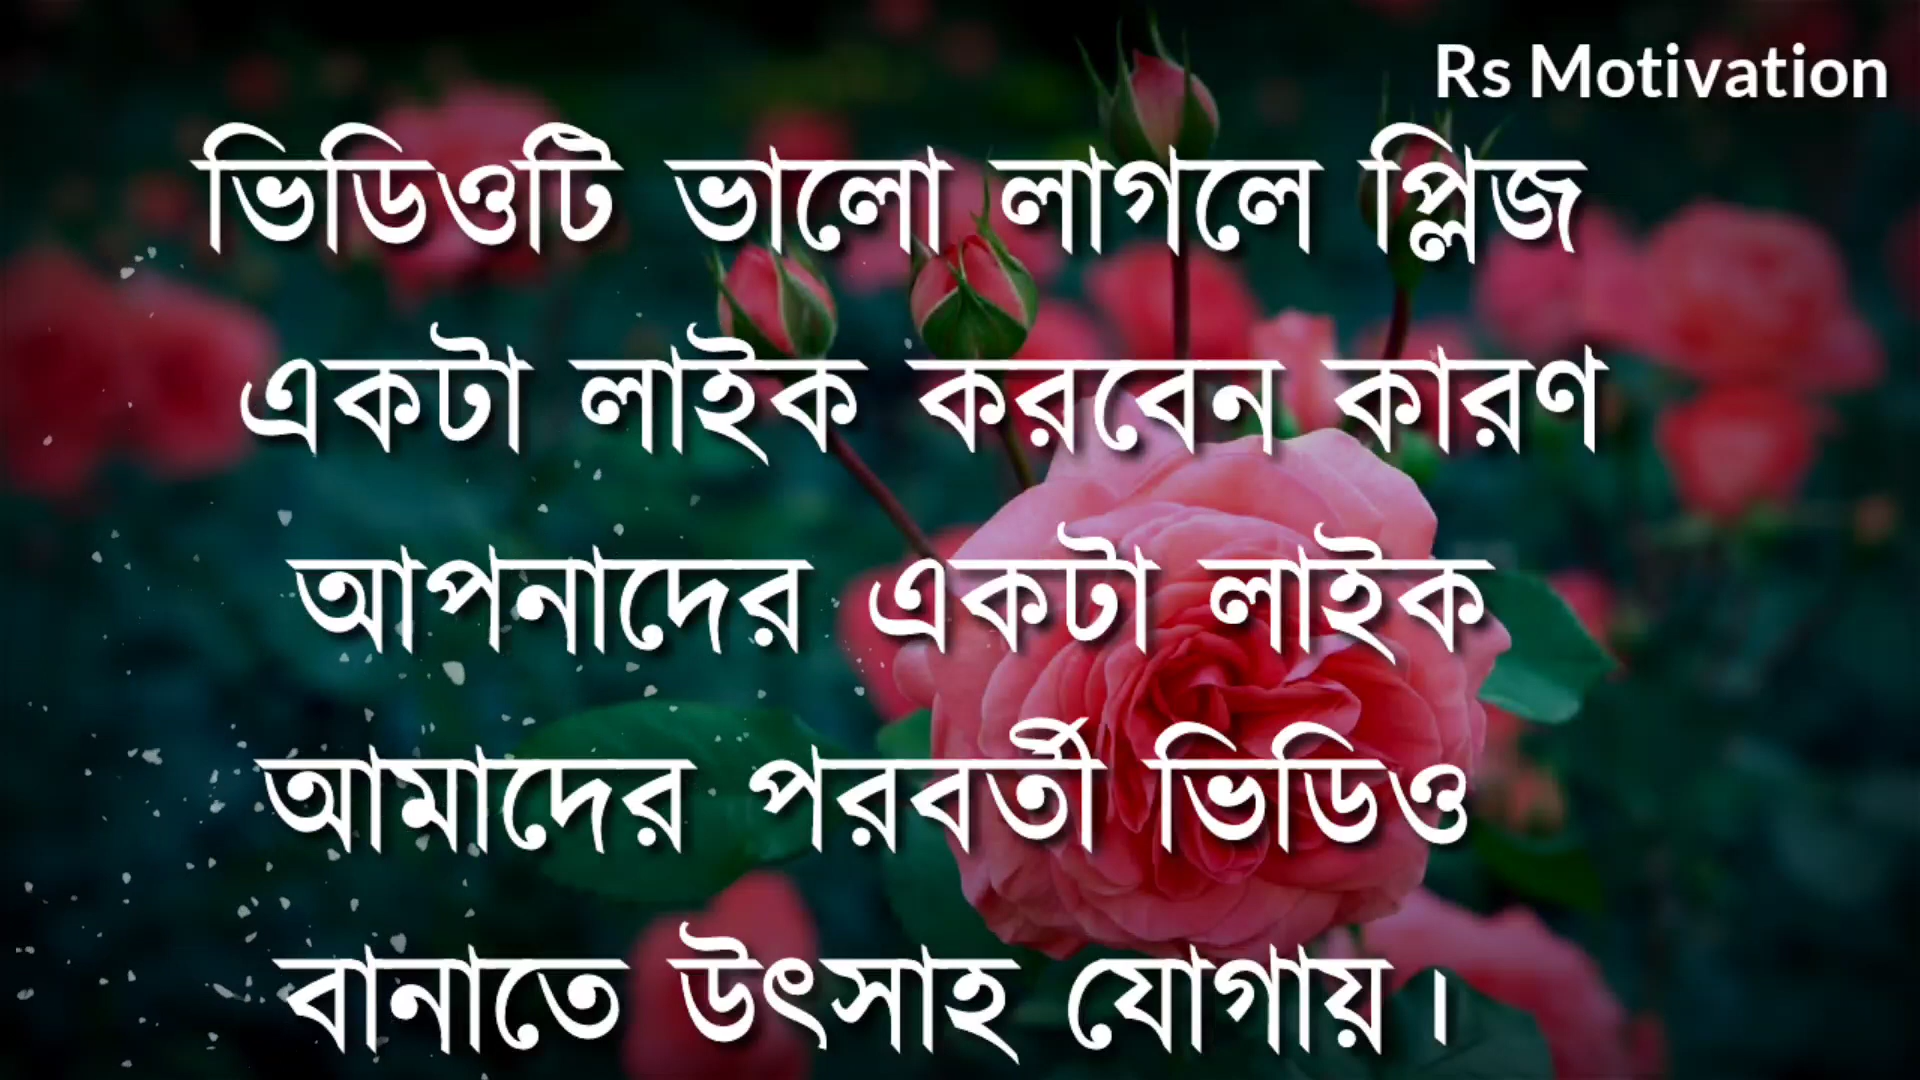 Rs Motivation
ভিডিওটি ভালো লাগলে প্লিজ
একটা লাইক করবেন কারণ
আপনাদের একটা লাইক
আমাদের পরবর্তী ভিডিও
বানাতে উৎসাহ যোগায়।